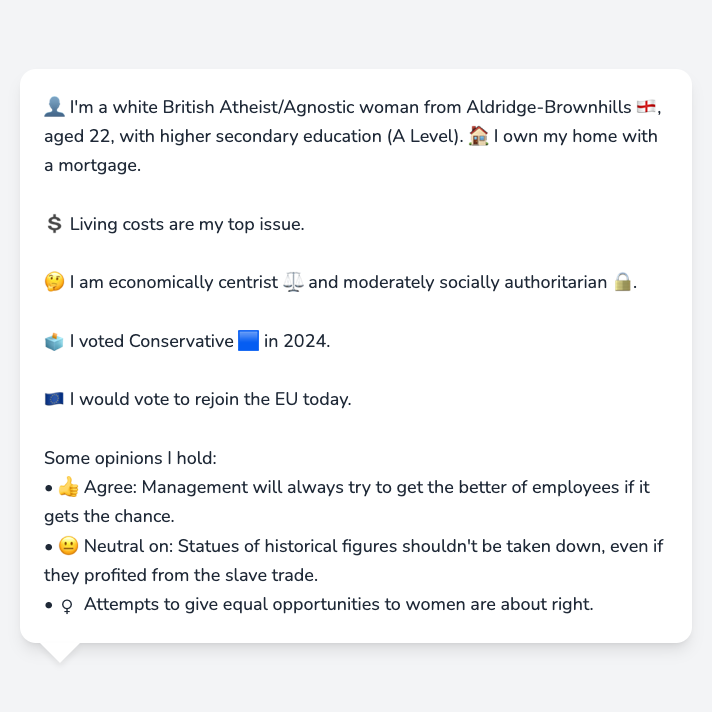 👤 I'm a white British Atheist/Agnostic woman from Aldridge-Brownhills 🏴󠁧󠁢󠁥󠁮󠁧󠁿,
aged 22, with higher secondary education (A Level). 🏠 I own my home with
a mortgage.
💲 Living costs are my top issue.
🤔 I am economically centrist ⚖️ and moderately socially authoritarian 🔒.
🗳️ I voted Conservative 🟦 in 2024.
🇪🇺 I would vote to rejoin the EU today.
Some opinions I hold:
• 👍 Agree: Management will always try to get the better of employees if it
gets the chance.
• 😐 Neutral on: Statues of historical figures shouldn't be taken down, even if
they profited from the slave trade.
• ♀ Attempts to give equal opportunities to women are about right.